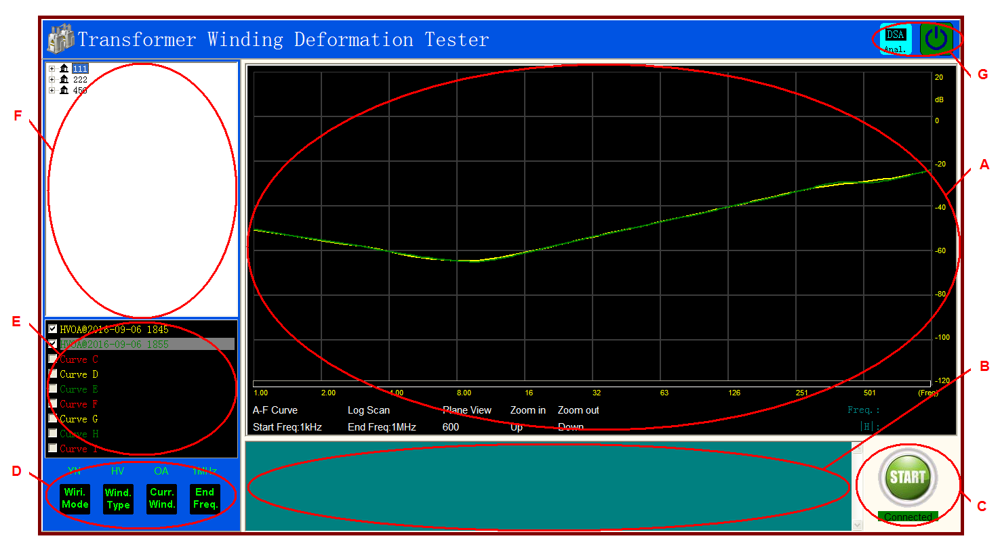 Transformer Winding Deformation Tester
DSA
Anal.
G
111
222
456
F
20
dB
0
-20
A
-40
-60
-80
-100
-120
1.00 2.00 4.00 8.00 16 32 63 126 251 501 (Freq)
A-F Curve Log Scan Plane View Zoom in Zoom out Freq.:
Start Freq:1kHz End Freq:1MHz 600 Up Down |H|:
E
HVOA@2016-09-06 1845
HVOA@2016-09-06 1855
Curve C
Curve D
Curve E
Curve F
Curve G
Curve H
Curve I
B
D
YN HV OA 1MHz
Wiri. Wind. Curr. End
Mode Type Wind. Freq.
START
Connected
C